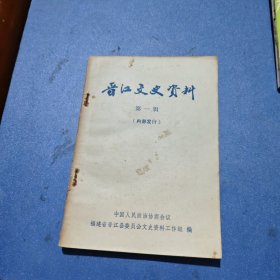 晋江文史资料
第一辑
（内部发行）
中国人民政治协商会议
福建省晋江县委员会文史资料工作组 编